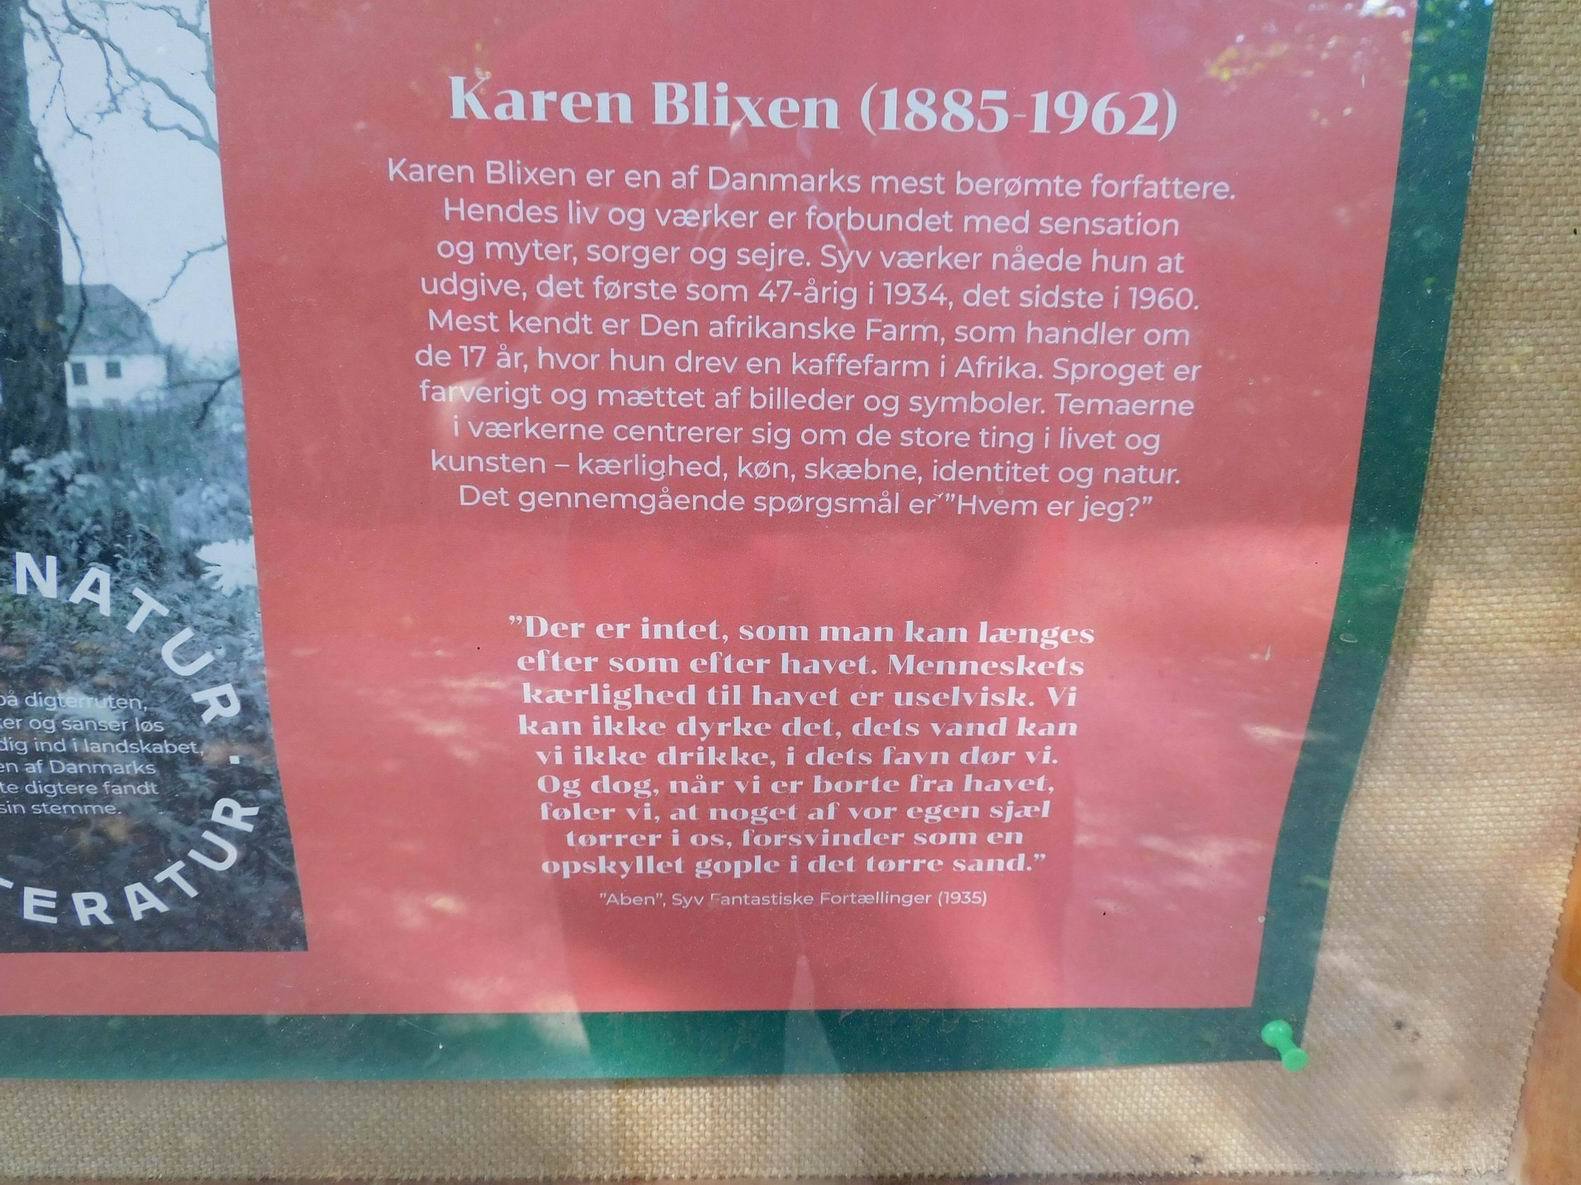 Karen Blixen (1885-1962)
Karen Blixen er en af Danmarks mest berømte forfattere.
Hendes liv og værker er forbundet med sensation
og myter, sorger og sejre. Syv værker nåede hun at
udgive, det første som 47-årig i 1934, det sidste i 1960.
Mest kendt er Den afrikanske Farm, som handler om
de 17 år, hvor hun drev en kaffefarm i Afrika. Sproget er
farverigt og mættet af billeder og symboler. Temaerne
i værkerne centrerer sig om de store ting i livet og
kunsten – kærlighed, køn, skæbne, identitet og natur.
Det gennemgående spørgsmål er ”Hvem er jeg?”
”Der er intet, som man kan længes
efter som efter havet. Menneskets
kærlighed til havet er uselvisk. Vi
kan ikke dyrke det, dets vand kan
vi ikke drikke, i dets favn dør vi.
Og dog, når vi er borte fra havet,
føler vi, at noget af vor egen sjæl
tørrer i os, forsvinder som en
opskyllet gople i det tørre sand.”
”Aben”, Syv Fantastiske Fortællinger (1935)
NATUR ·
TERATUR
på digterruten,
er og sanser løs
dig ind i landskabet,
en af Danmarks
te digtere fandt
sin stemme.